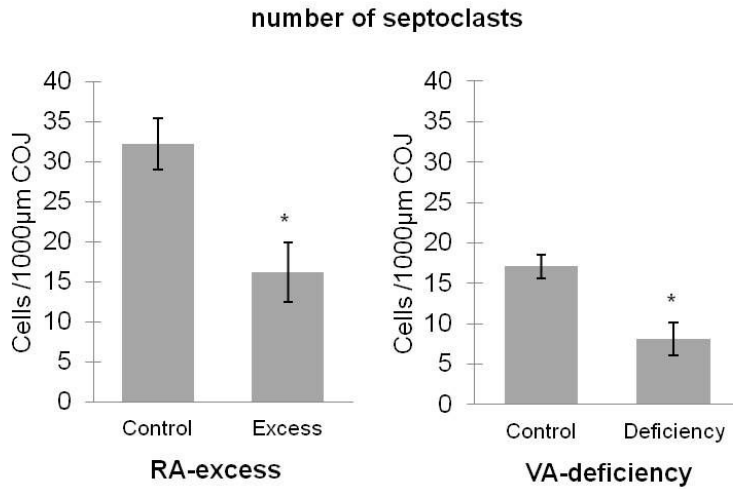 number of septoclasts
Cells /1000µm COJ
40
35
30
25
20
15
10
5
0
*
Control
Excess
RA-excess
Cells /1000µm COJ
40
35
30
25
20
15
10
5
0
*
Control
Deficiency
VA-deficiency